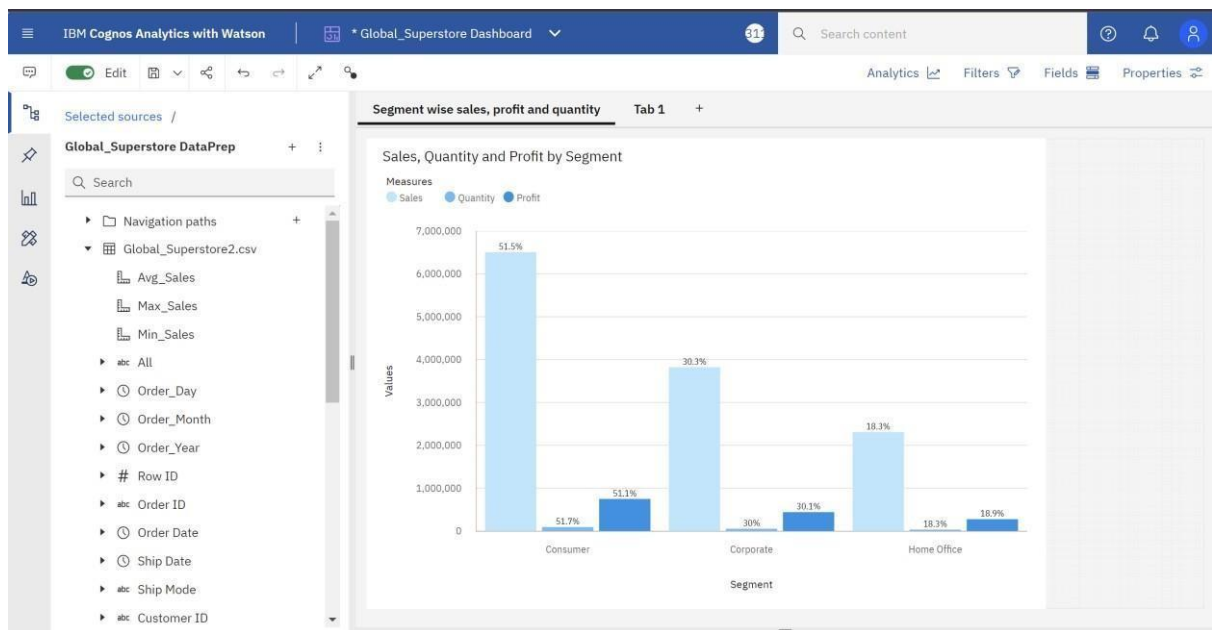 IBM Cognos Analytics with Watson
* Global_Superstore Dashboard
Search content
Edit
Analytics
Filters
Fields
Properties
Selected sources /
Global_Superstore DataPrep
Search
Navigation paths
Global_Superstore2.csv
Avg_Sales
Max_Sales
Min_Sales
abc All
Order_Day
Order_Month
Order_Year
# Row ID
abc Order ID
Order Date
Ship Date
abc Ship Mode
abc Customer ID
Segment wise sales, profit and quantity
Tab 1
+
Sales, Quantity and Profit by Segment
Measures
Sales Quantity Profit
Values
7,000,000
6,000,000
5,000,000
4,000,000
3,000,000
2,000,000
1,000,000
0
51.5%
51.7%
51.1%
30.3%
30%
30.1%
18.3%
18.3%
18.9%
Consumer
Corporate
Home Office
Segment